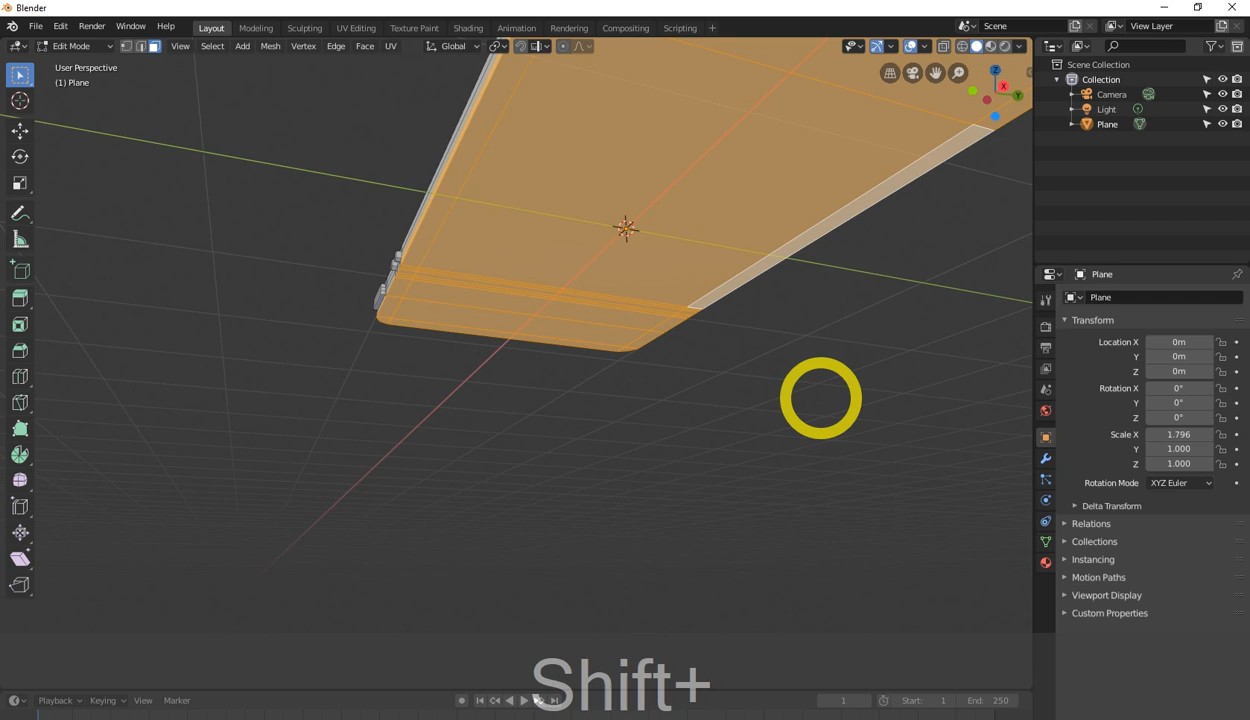 Blender
File Edit Render Window Help
Layout Modeling Sculpting UV Editing Texture Paint Shading Animation Rendering Compositing Scripting +
Scene
View Layer
Edit Mode View Select Add Mesh Vertex Edge Face UV
Global
User Perspective
(1) Plane
Z
X
Y
Scene Collection
Collection
Camera
Light
Plane
Plane
Plane
Transform
Location X 0m
Y 0m
Z 0m
Rotation X 0°
Y 0°
Z 0°
Scale X 1.796
Y 1.000
Z 1.000
Rotation Mode XYZ Euler
Delta Transform
Relations
Collections
Instancing
Motion Paths
Viewport Display
Custom Properties
Shift+
Playback Keying View Marker
1
Start: 1
End: 250